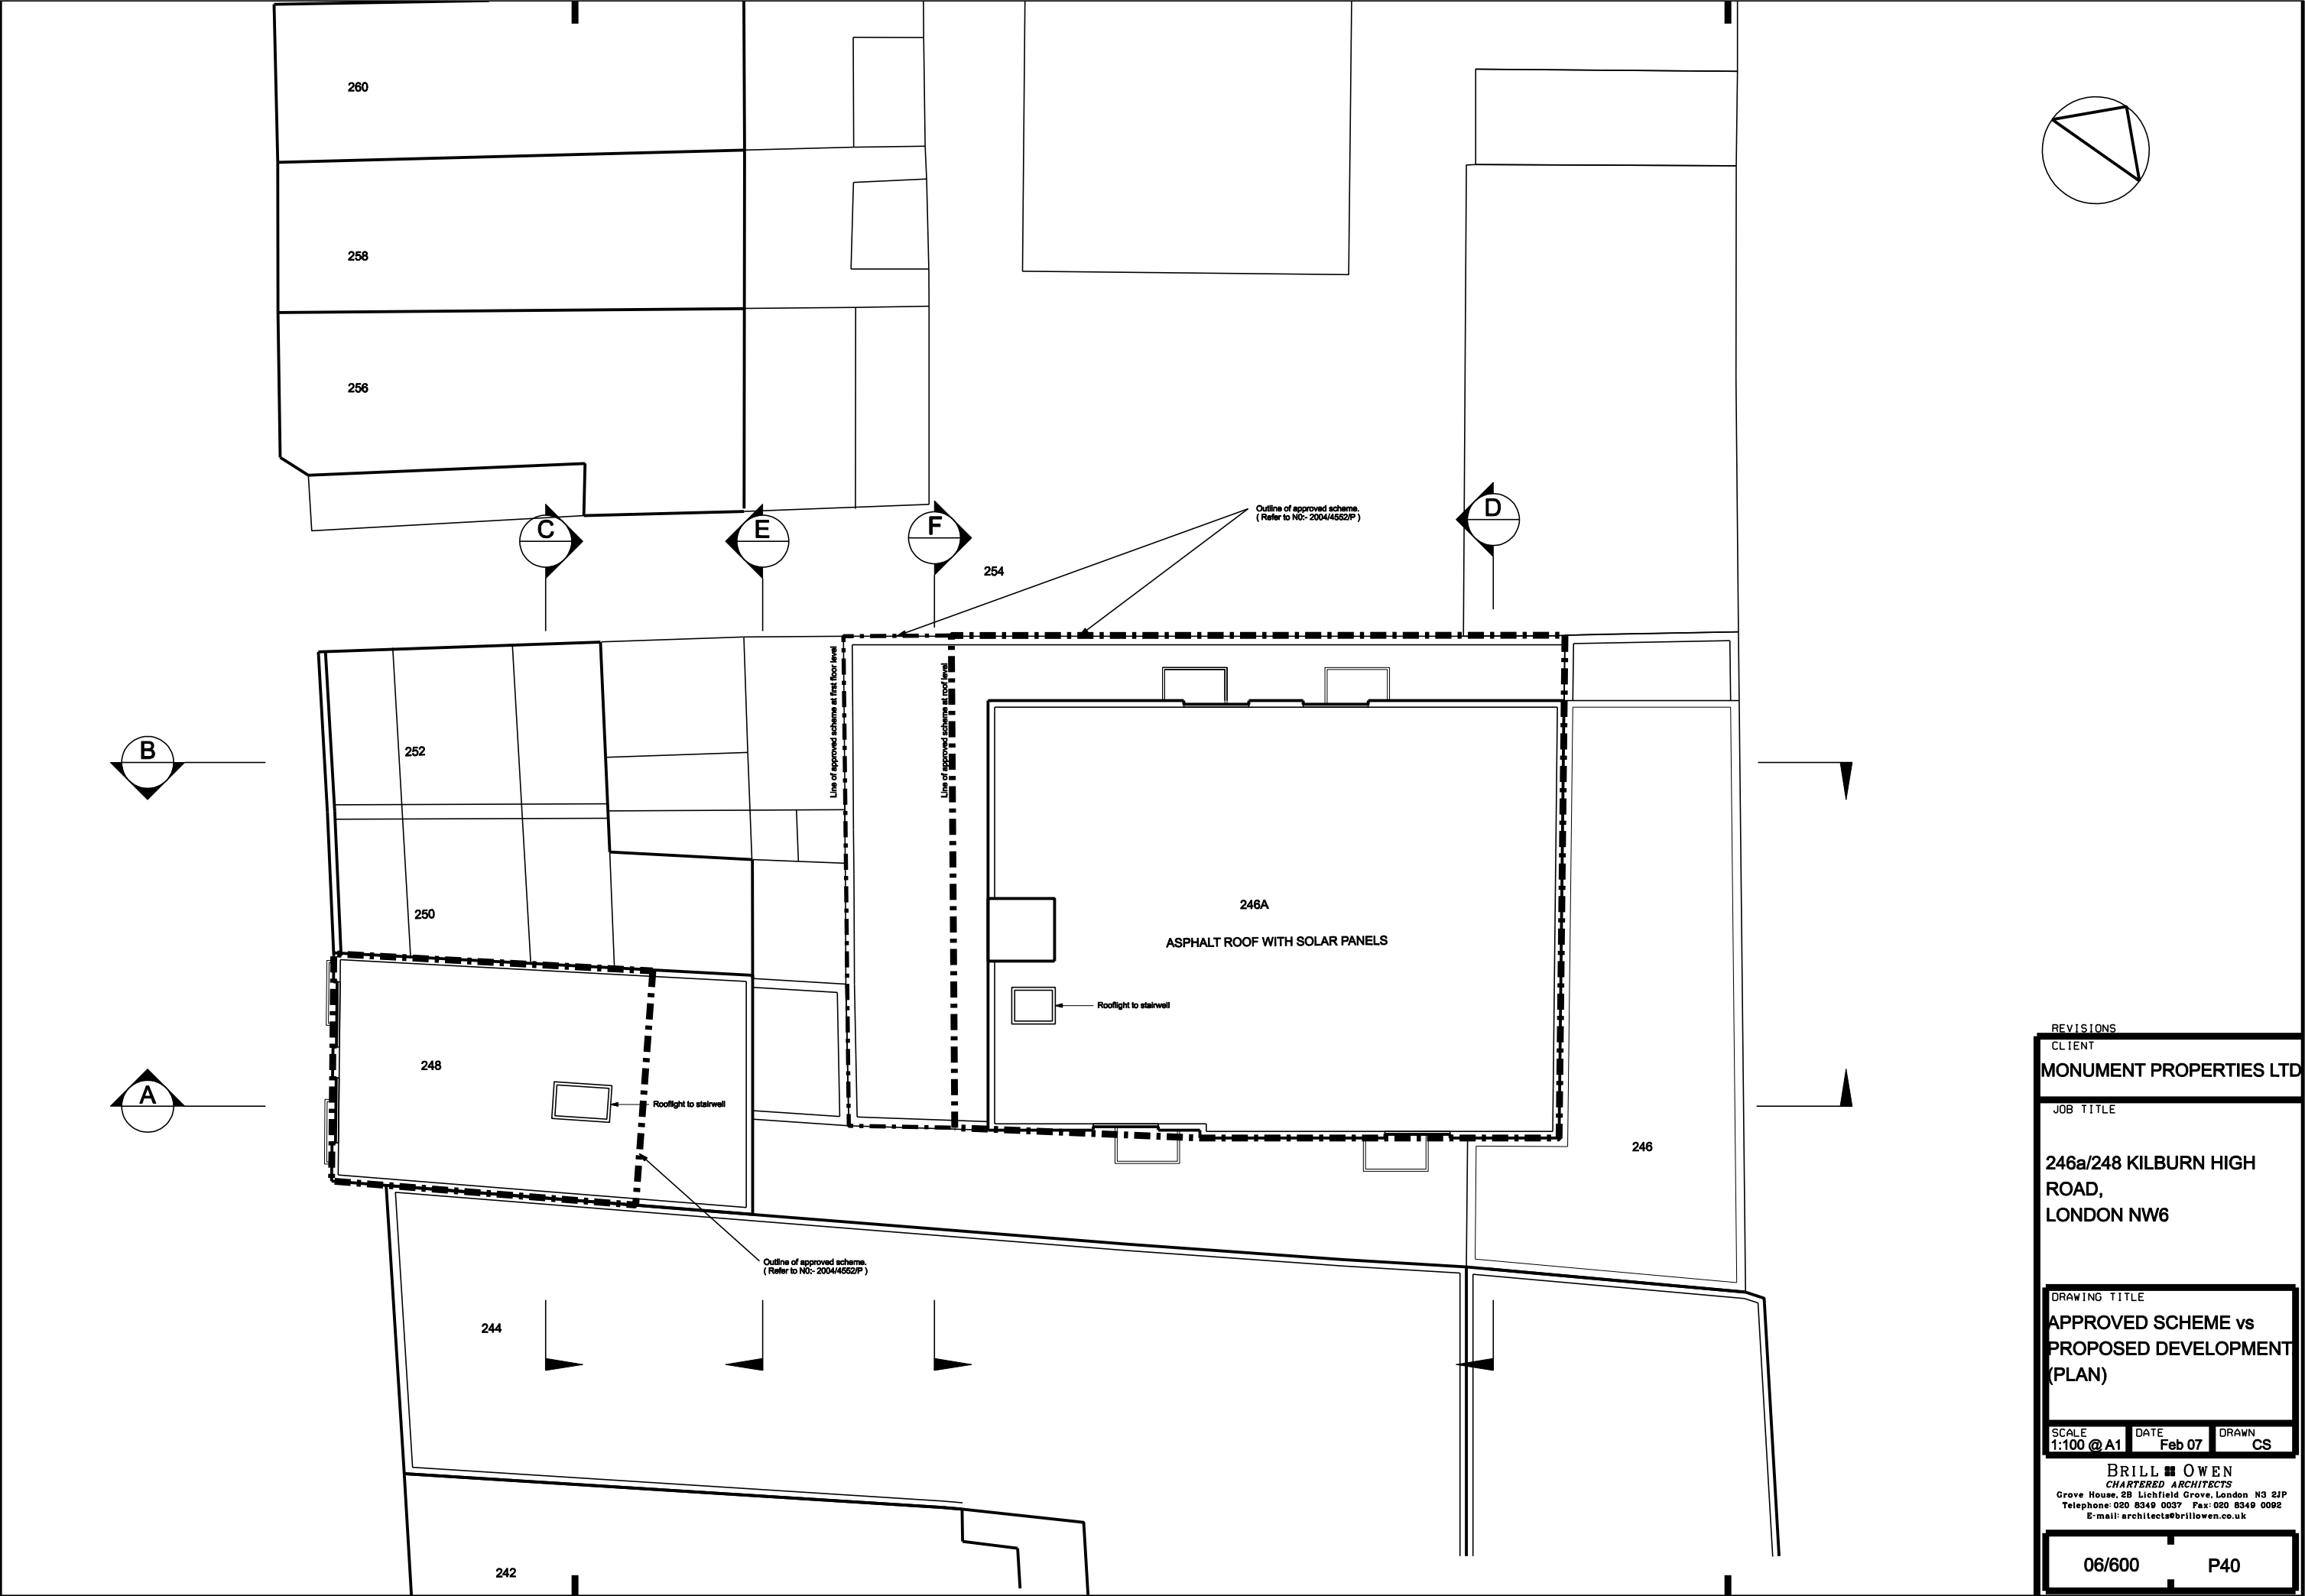 260
258
256
C
E
F
D
Outline of approved scheme.
( Refer to N0:- 2004/4552/P )
254
Line of approved scheme at first floor level
Line of approved scheme at roof level
B
252
250
246A
ASPHALT ROOF WITH SOLAR PANELS
Rooflight to stairwell
248
A
Rooflight to stairwell
246
Outline of approved scheme.
( Refer to N0:- 2004/4552/P )
244
242
REVISIONS
CLIENT
MONUMENT PROPERTIES LTD
JOB TITLE
246a/248 KILBURN HIGH
ROAD,
LONDON NW6
DRAWING TITLE
APPROVED SCHEME vs
PROPOSED DEVELOPMENT
(PLAN)
SCALE
1:100 @ A1
DATE
Feb 07
DRAWN
CS
BRILL OWEN
CHARTERED ARCHITECTS
Grove House, 2B Lichfield Grove, London N3 2JP
Telephone: 020 8349 0037 Fax: 020 8349 0092
E-mail: architects@brillowen.co.uk
06/600
P40